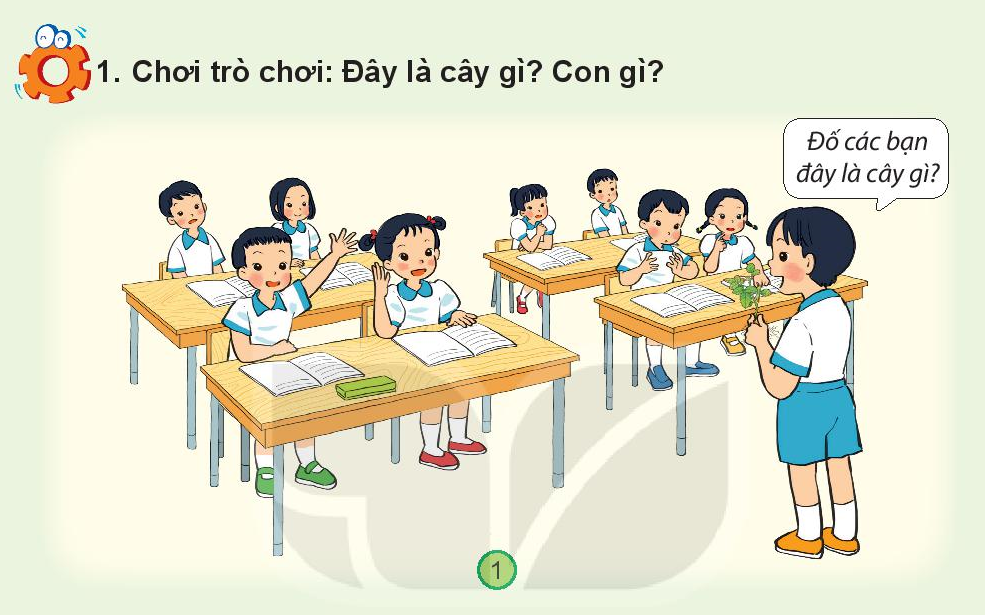 1. Chơi trò chơi: Đây là cây gì? Con gì?
Đố các bạn
đây là cây gì?
1